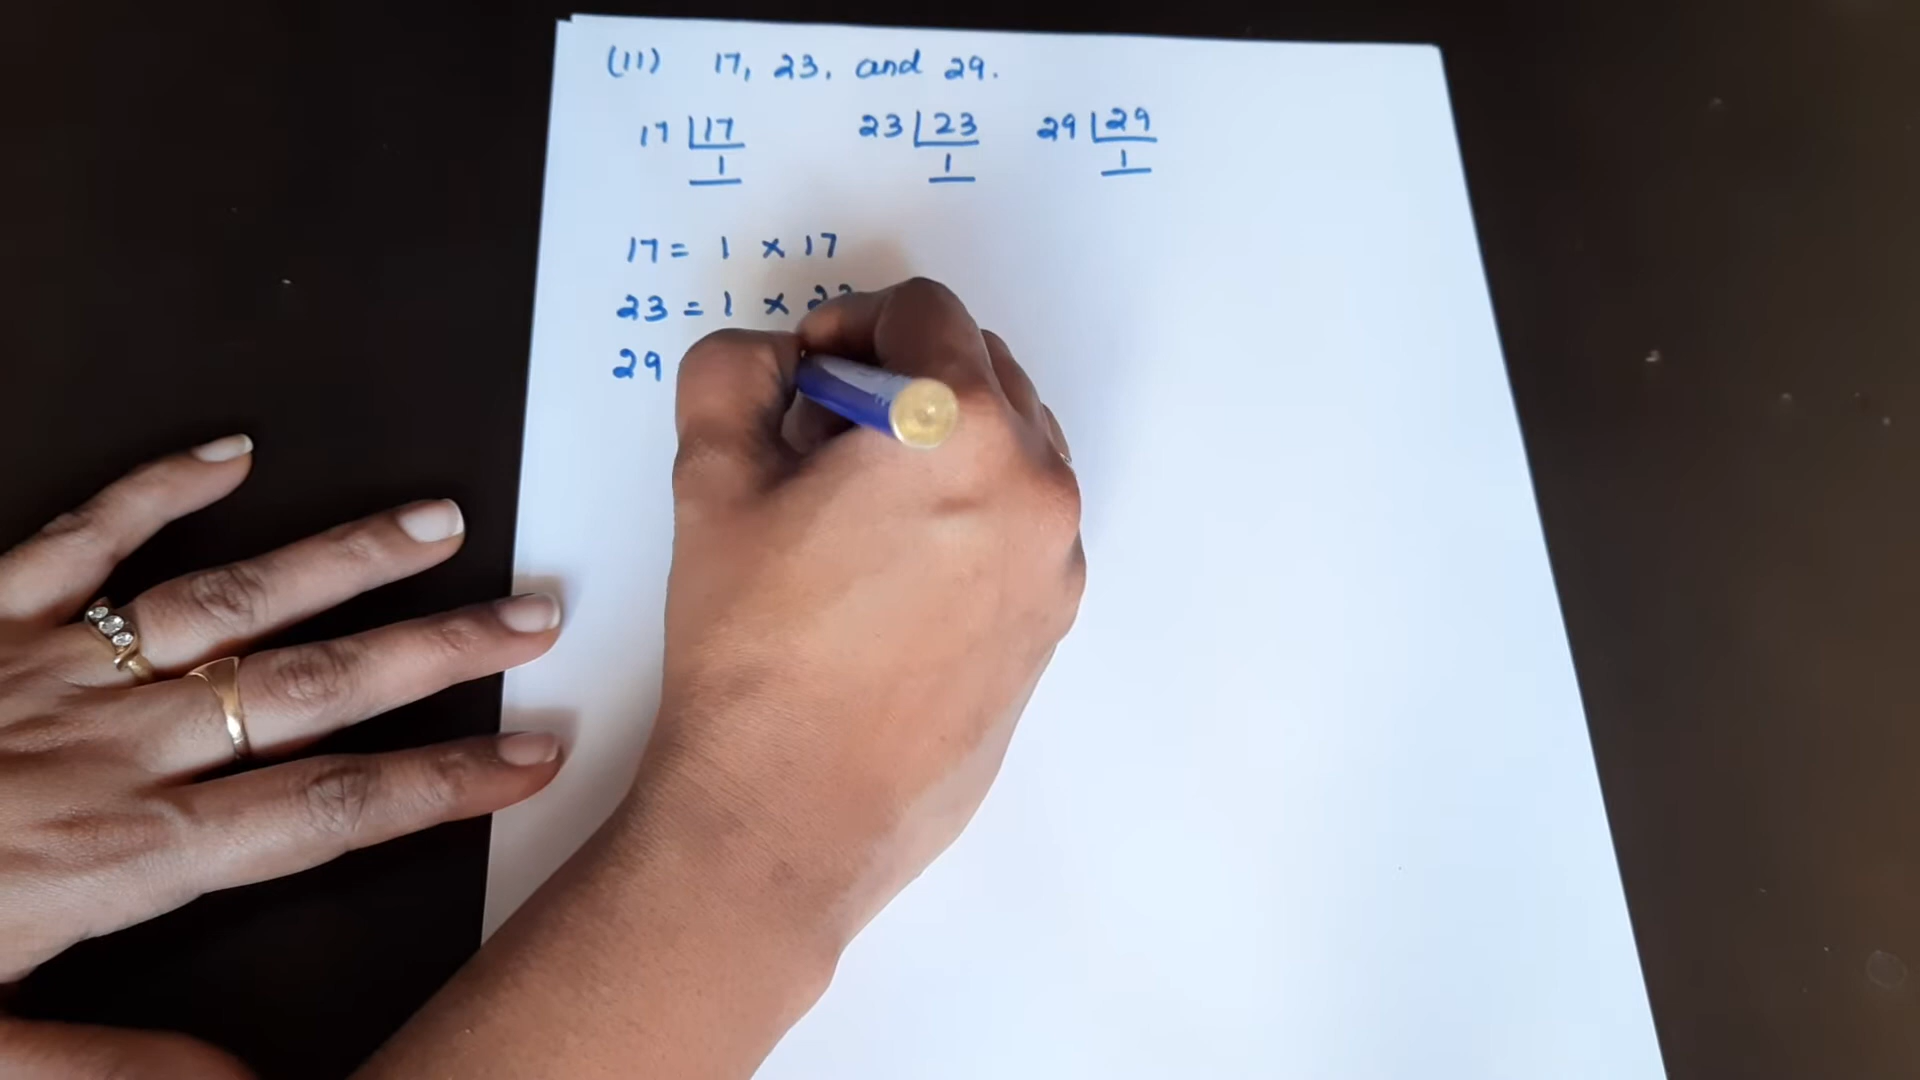 (11) 17, 23, and 29.
17 17 23 23 29 29
1 1 1
17 = 1 × 17
23 = 1 × 23
29